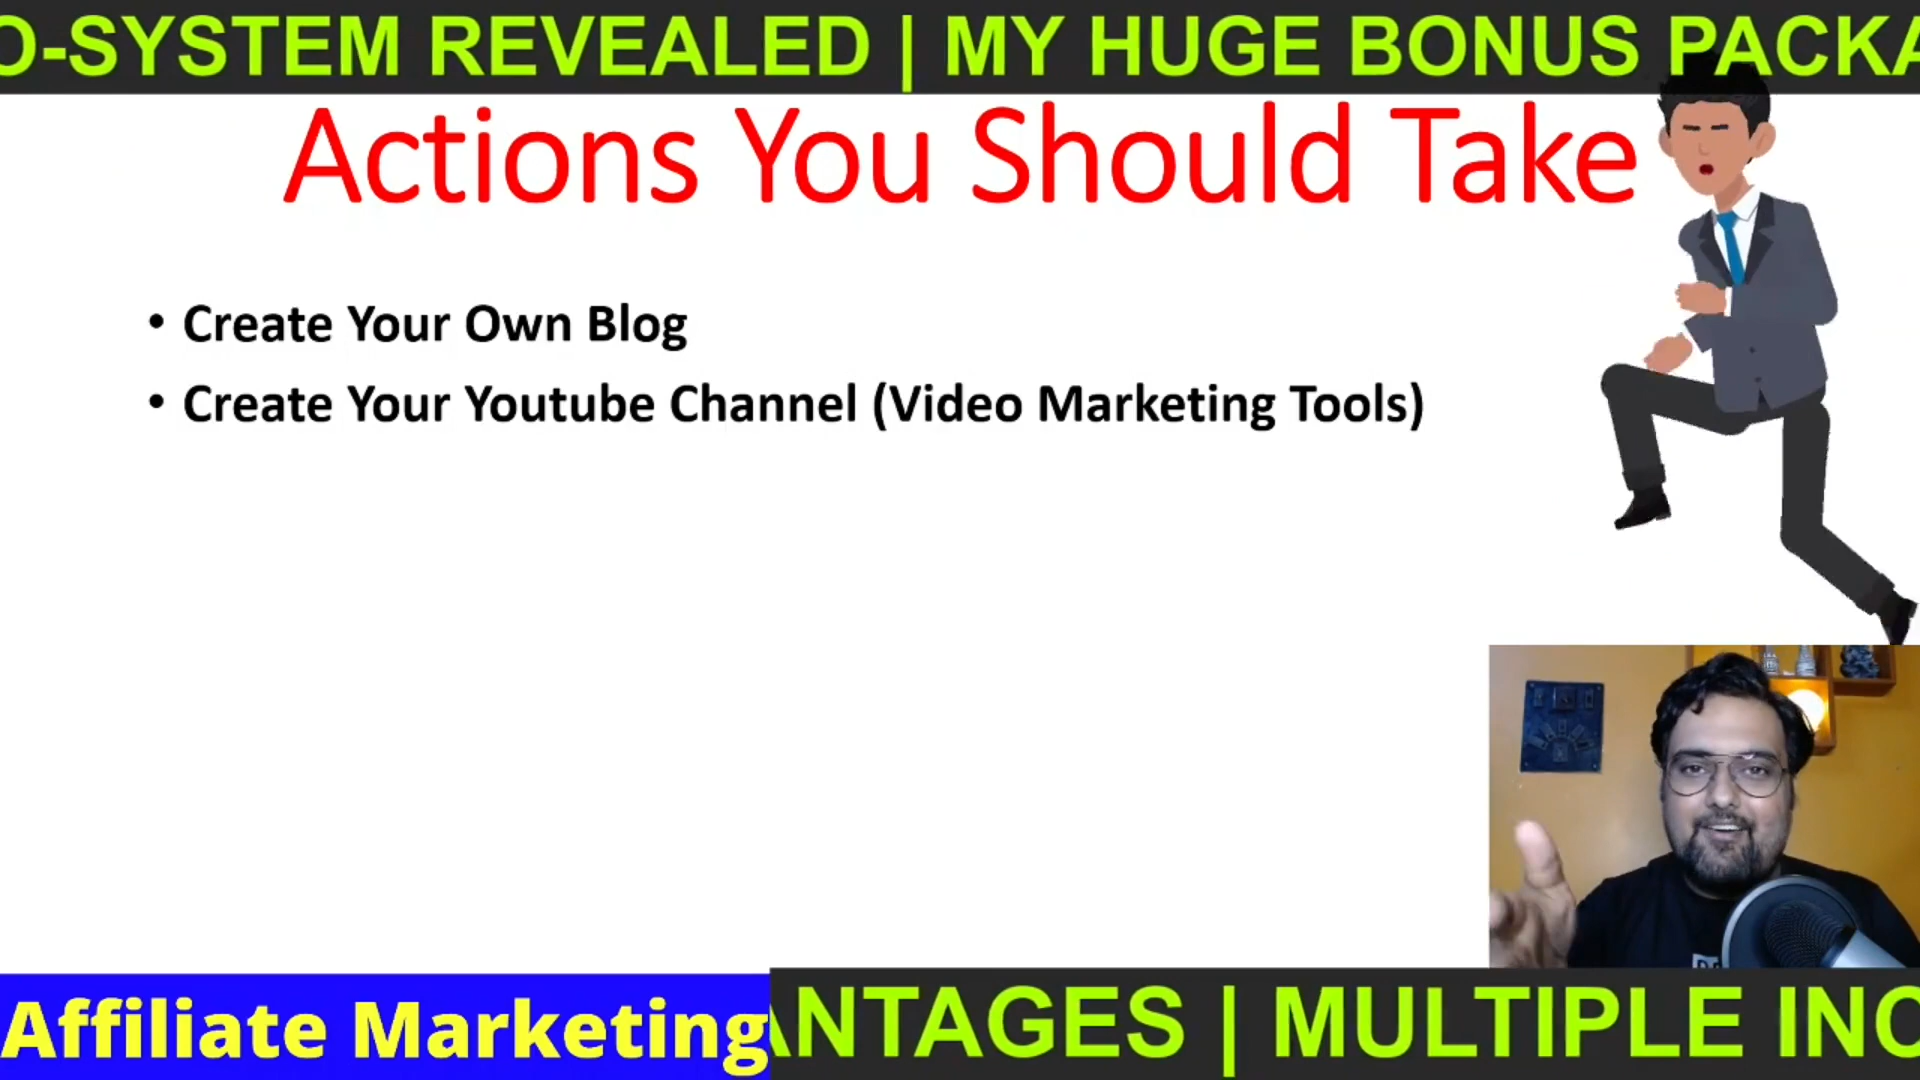 O-SYSTEM REVEALED | MY HUGE BONUS PACKA
Actions You Should Take
• Create Your Own Blog
• Create Your Youtube Channel (Video Marketing Tools)
Affiliate Marketing
ANTAGES | MULTIPLE INC